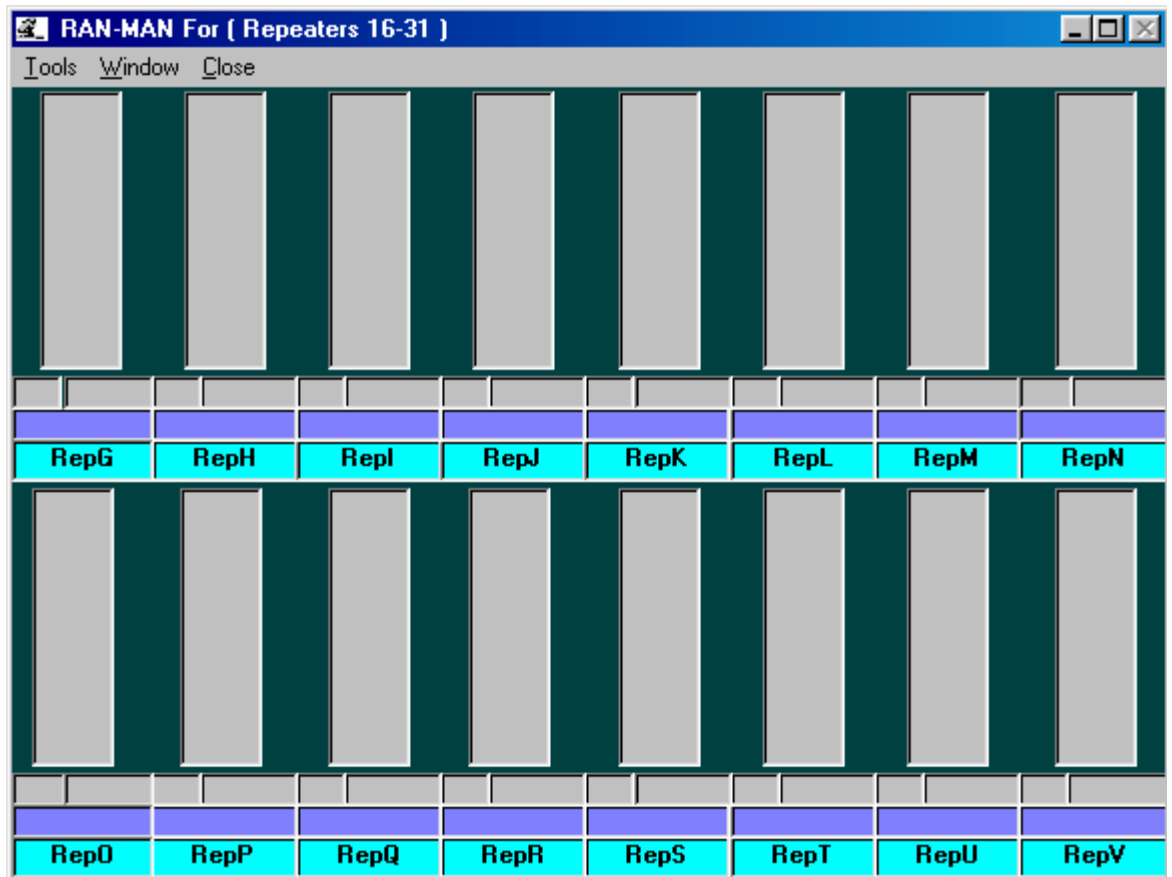 RAN-MAN For ( Repeaters 16-31 )
Tools Window Close
RepG RepH RepI RepJ RepK RepL RepM RepN
RepO RepP RepQ RepR RepS RepT RepU RepV